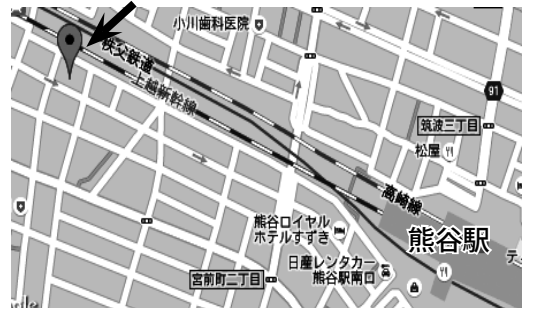 小川歯科医院
秩父鉄道
上越新幹線
91
筑波三丁目
松屋
高崎線
熊谷ロイヤル
ホテルすずき
熊谷駅
テ
日産レンタカー
熊谷駅南口
宮前町二丁目